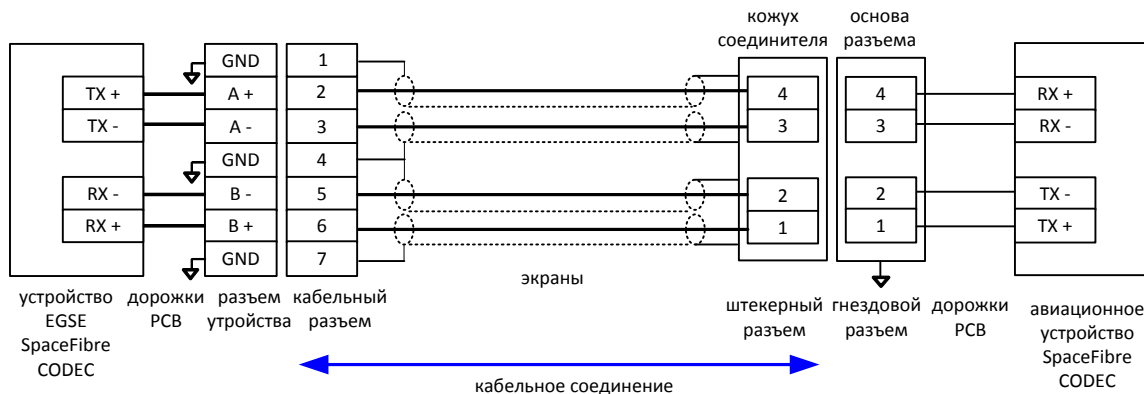 кожух
соединителя
основа
разъема
GND
1
TX +
A +
2
4
4
RX +
TX -
A -
3
3
3
RX -
GND
4
RX -
B -
5
2
2
TX -
RX +
B +
6
1
1
TX +
GND
7
экраны
устройство
EGSE
SpaceFibre
CODEC
дорожки
PCB
разъем
утройства
кабельный
разъем
штекерный
разъем
гнездовой
разъем
дорожки
PCB
авиационное
устройство
SpaceFibre
CODEC
кабельное соединение